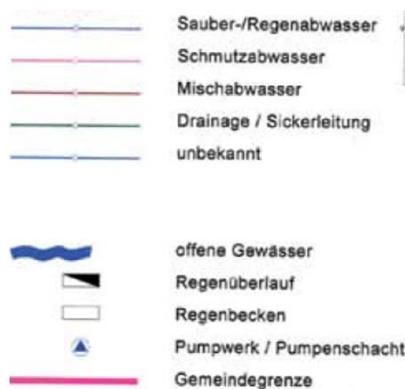 Sauber-/Regenabwasser
Schmutzabwasser
Mischabwasser
Drainage / Sickerleitung
unbekannt
offene Gewässer
Regenüberlauf
Regenbecken
Pumpwerk / Pumpenschacht
Gemeindegrenze